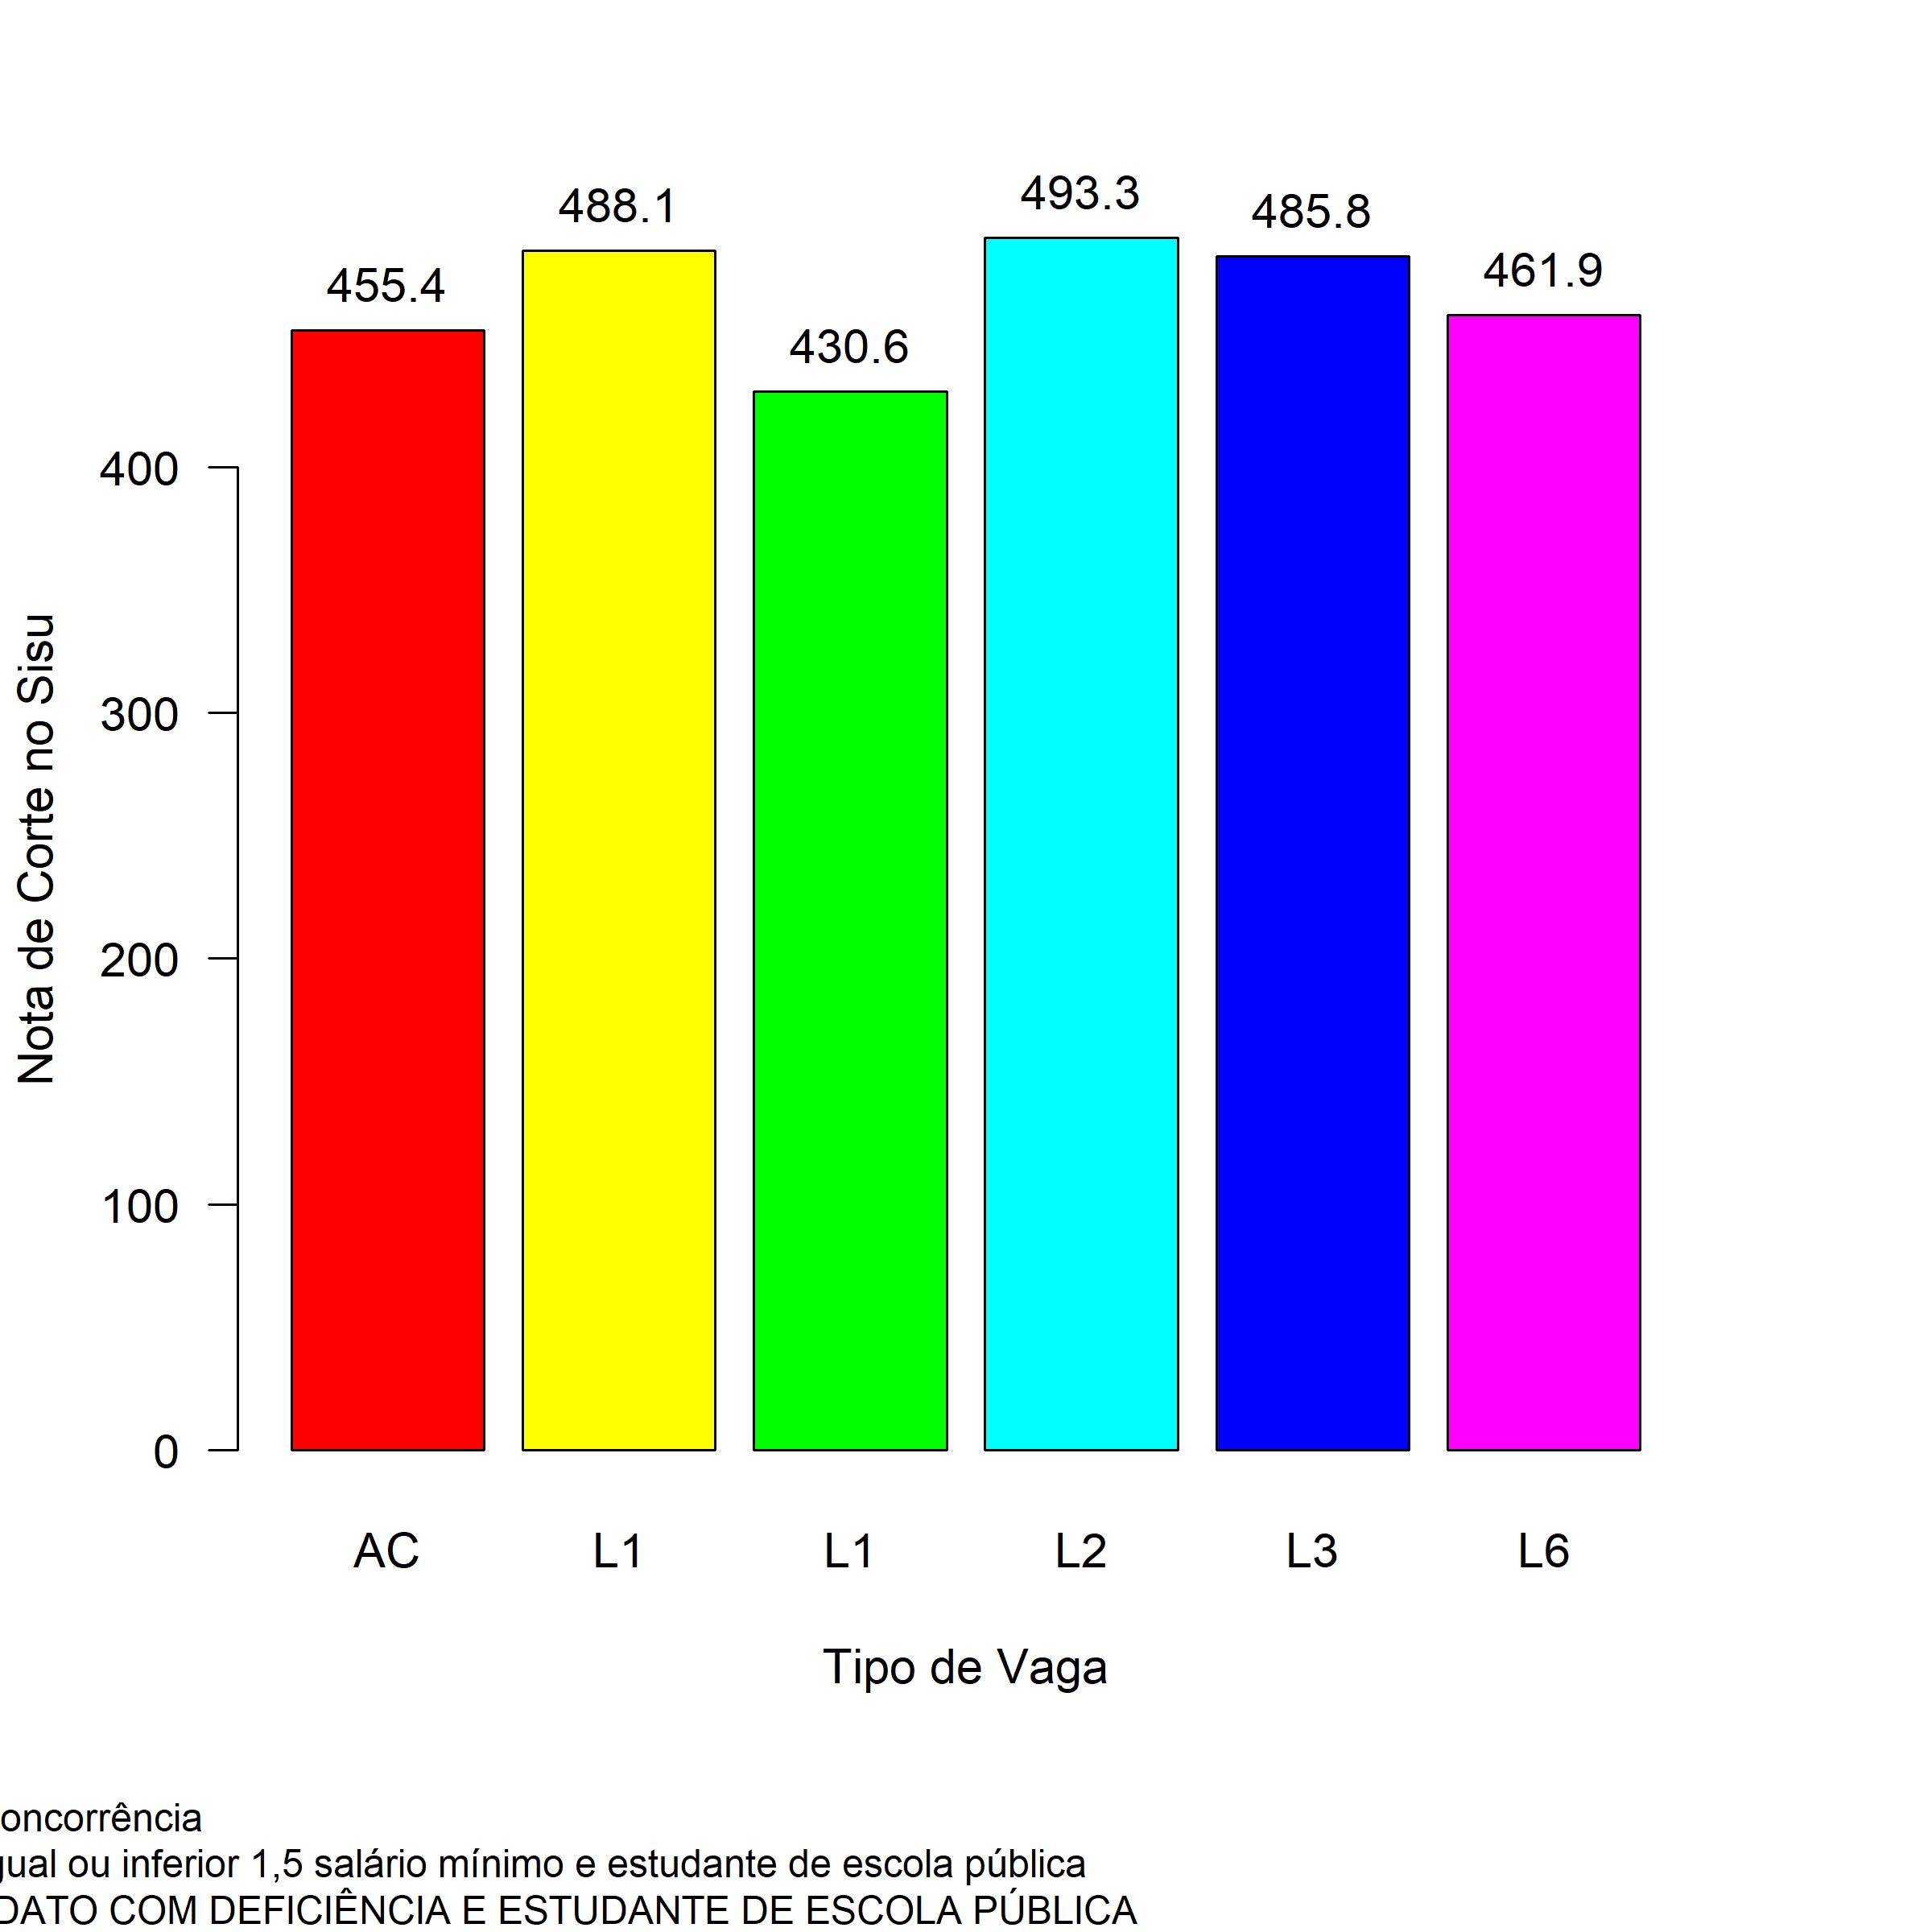 488.1
493.3
485.8
455.4
430.6
461.9
400
300
200
100
0
Nota de Corte no Sisu
AC L1 L1 L2 L3 L6
Tipo de Vaga
oncorrência
gual ou inferior 1,5 salário mínimo e estudante de escola pública
DATO COM DEFICIÊNCIA E ESTUDANTE DE ESCOLA PÚBLICA